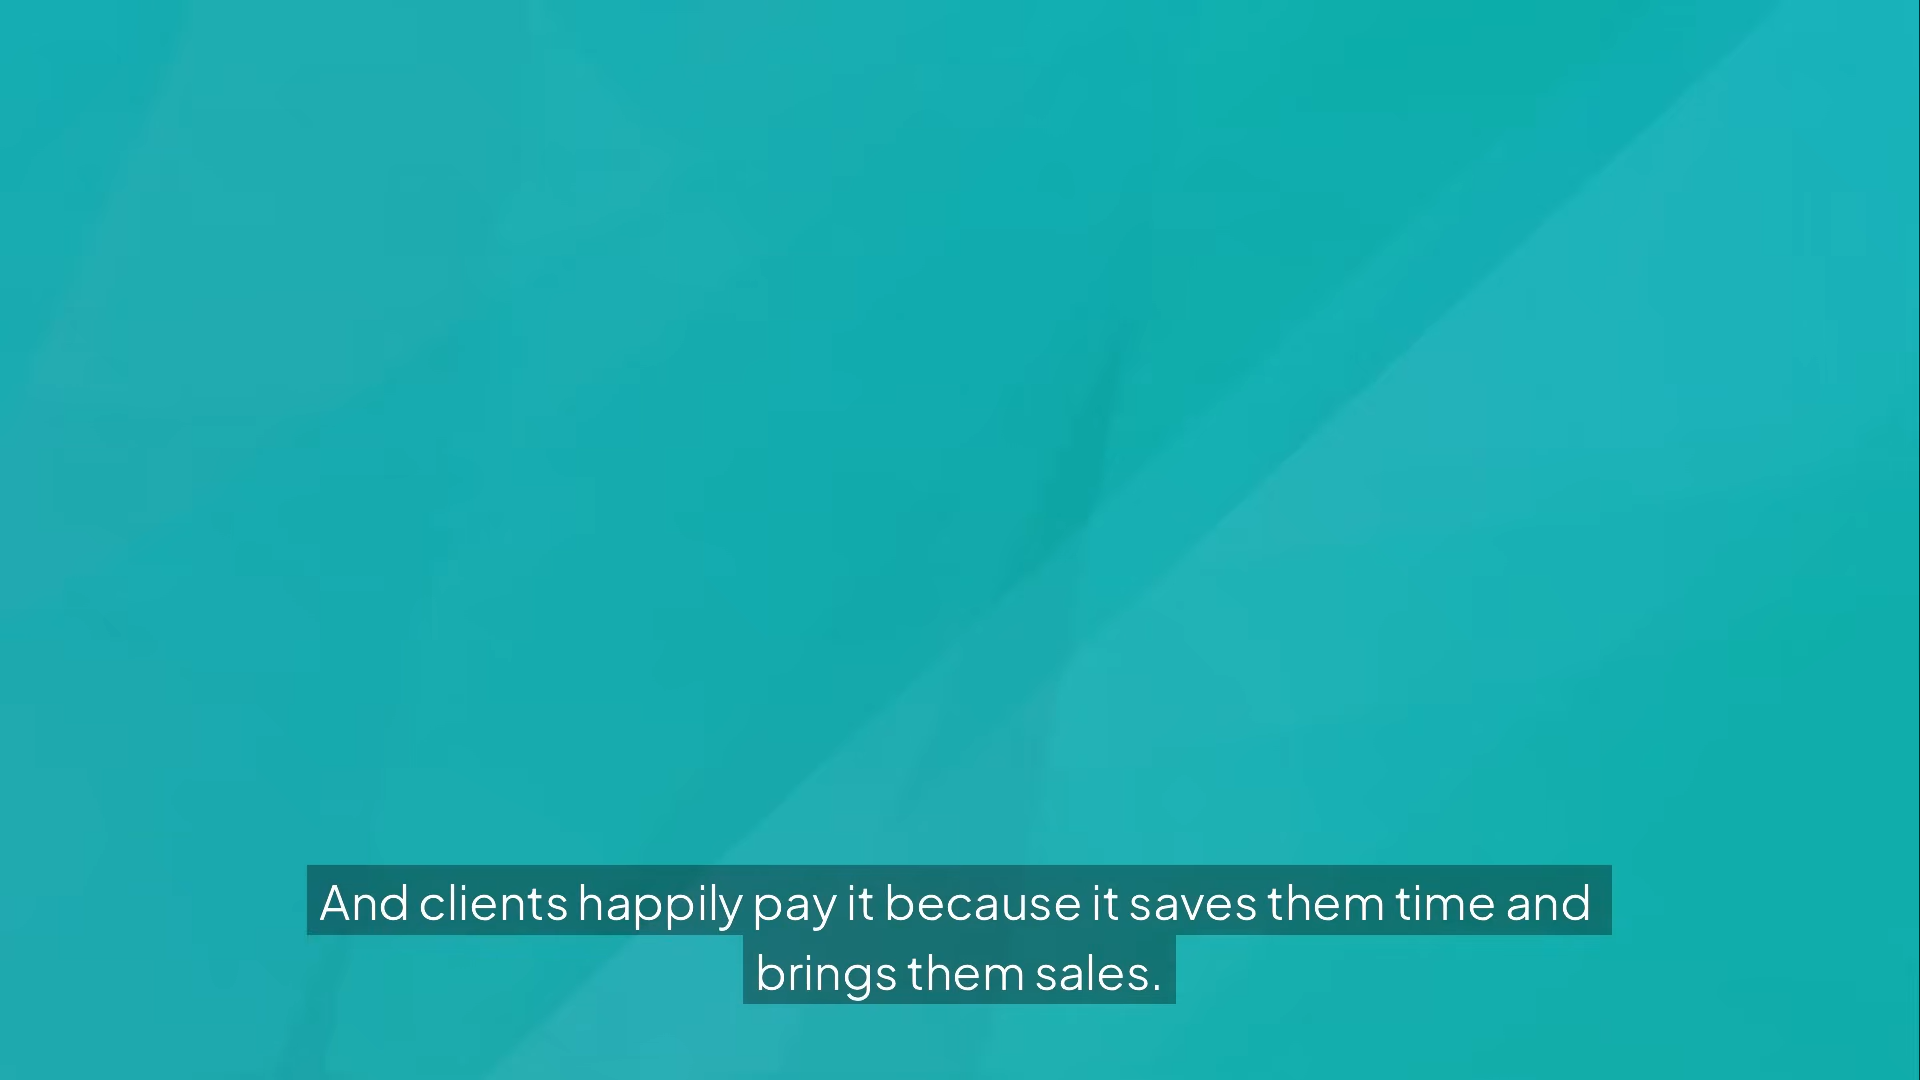 And clients happily pay it because it saves them time and
brings them sales.